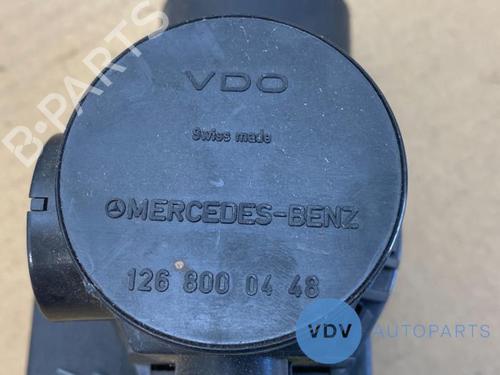 VDO
Swiss made
MERCEDES-BENZ
126 800 04 48
B-PARTS
VDV AUTOPARTS